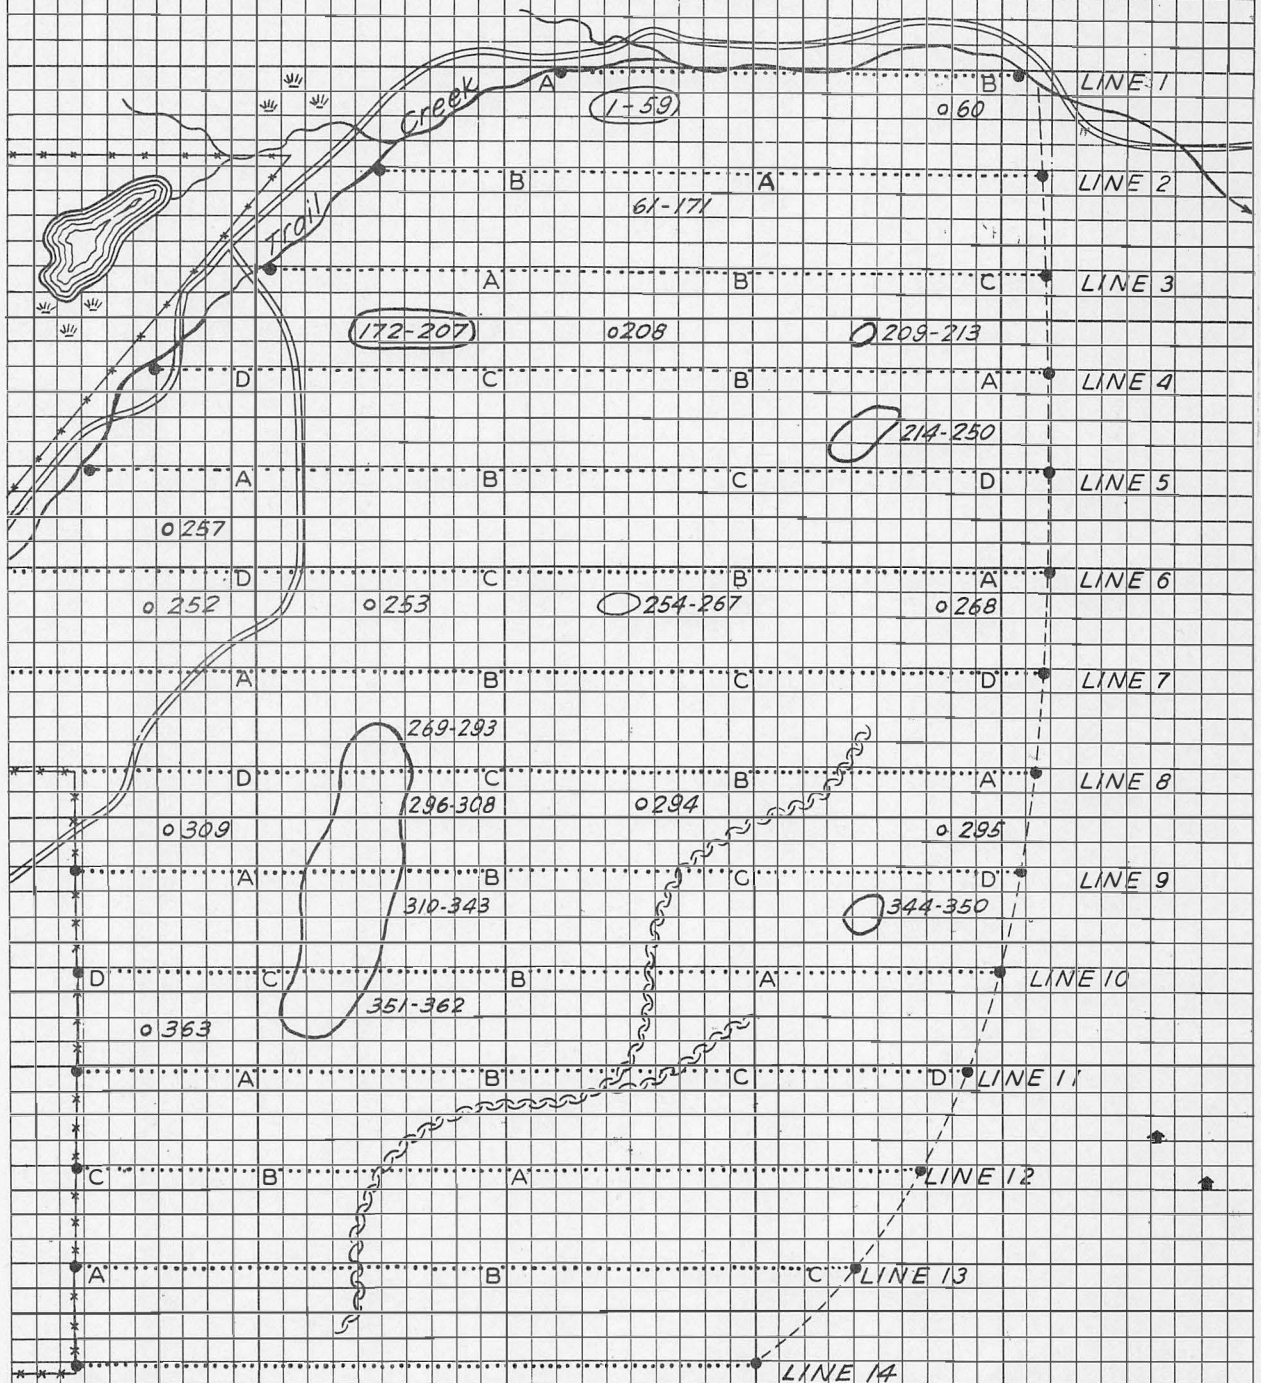 A B LINE 1
Creek
1-59 60
B A LINE 2
61-171
Trail
A B C LINE 3
172-207 208 209-213
D C B A LINE 4
214-250
A B C D LINE 5
257
D C B A LINE 6
252 253 254-267 268
A B C D LINE 7
269-293
D C B A LINE 8
296-308 294
309 295
A B C D LINE 9
310-343 344-350
D C B A LINE 10
351-362
363
A B C D LINE 11
C B A LINE 12
A B C LINE 13
LINE 14